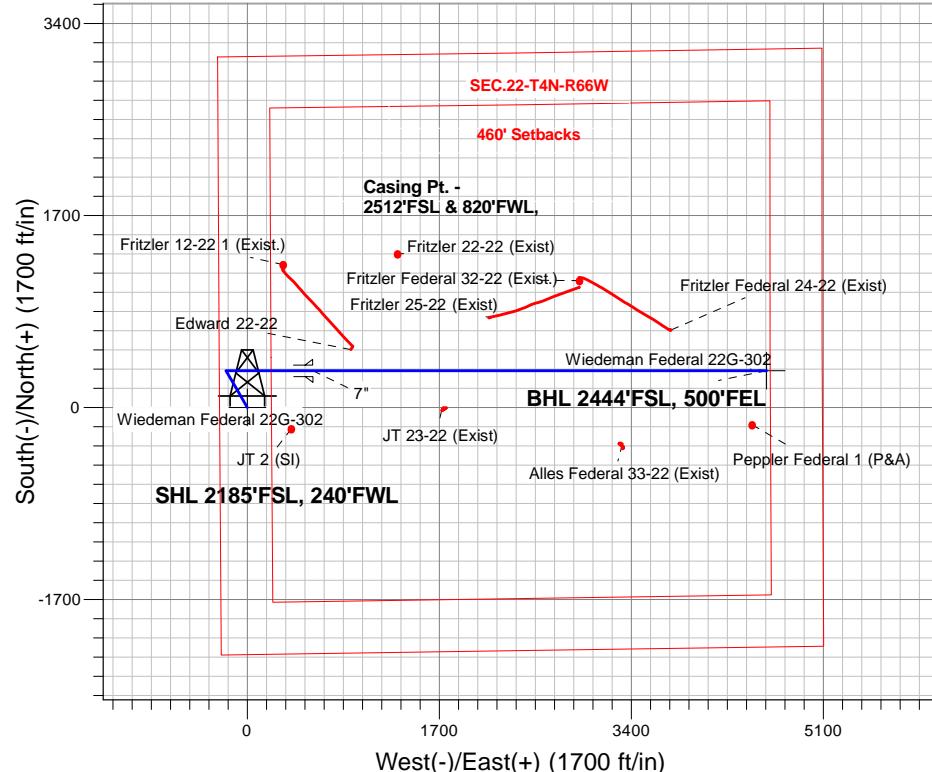 3400
SEC.22-T4N-R66W
460' Setbacks
Casing Pt. -
2512'FSL & 820'FWL,
1700
Fritzler 12-22 1 (Exist.)
Fritzler 22-22 (Exist)
Fritzler Federal 32-22 (Exist.)
Fritzler Federal 24-22 (Exist)
Fritzler 25-22 (Exist)
Edward 22-22
Wiedeman Federal 22G-302
7"
BHL 2444'FSL, 500'FEL
0
Wiedeman Federal 22G-302
JT 23-22 (Exist)
JT 2 (SI)
Peppler Federal 1 (P&A)
Alles Federal 33-22 (Exist)
SHL 2185'FSL, 240'FWL
-1700
South(-)/North(+) (1700 ft/in)
0 1700 3400 5100
West(-)/East(+) (1700 ft/in)